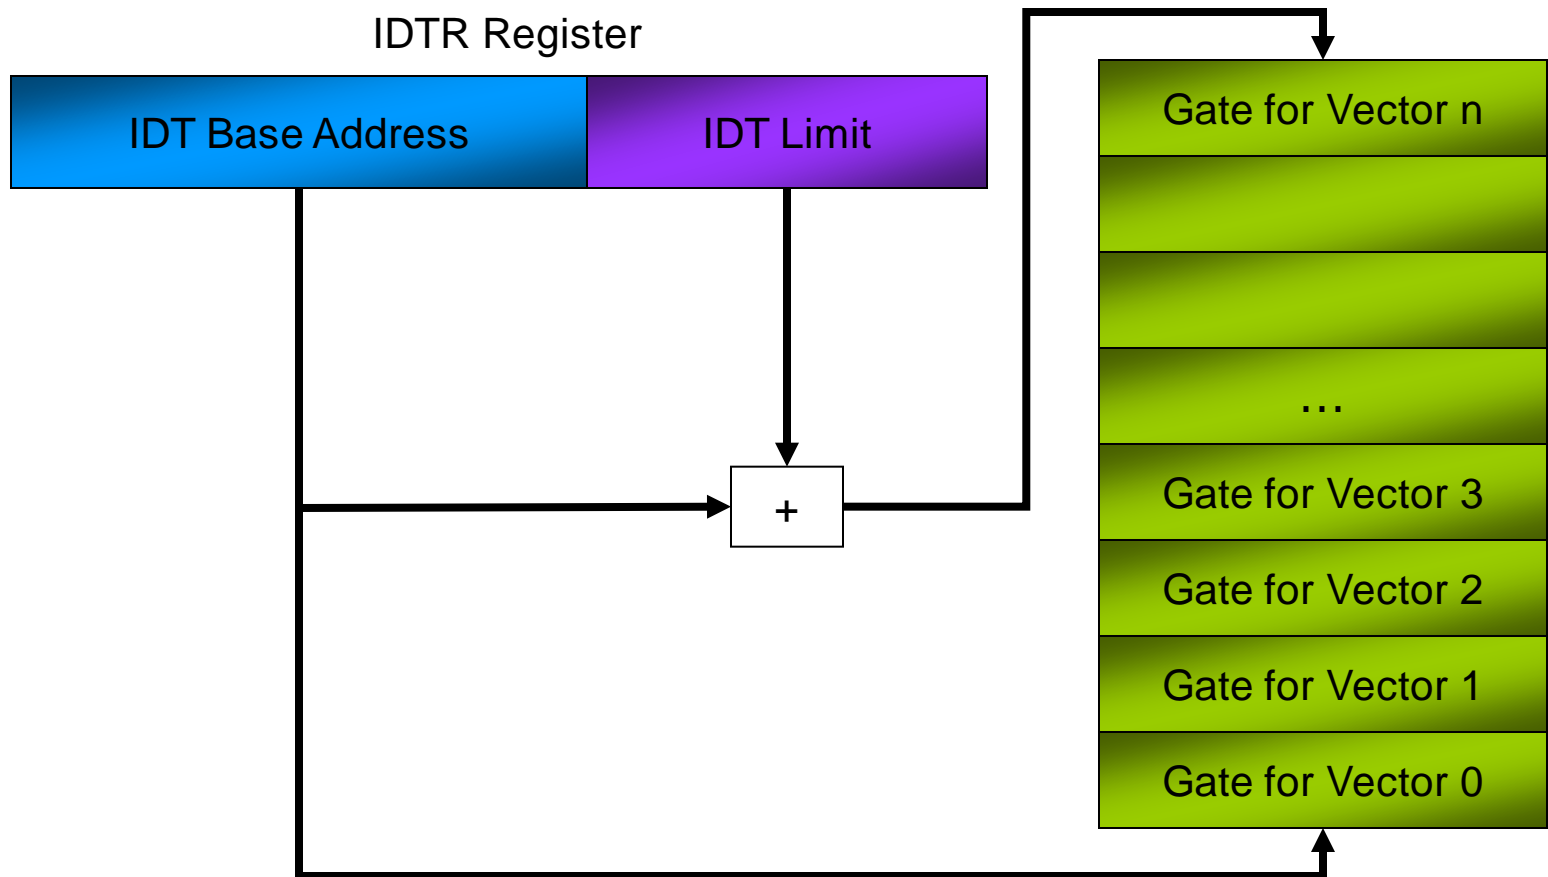 IDTR Register
IDT Base Address
IDT Limit
Gate for Vector n
...
+
Gate for Vector 3
Gate for Vector 2
Gate for Vector 1
Gate for Vector 0